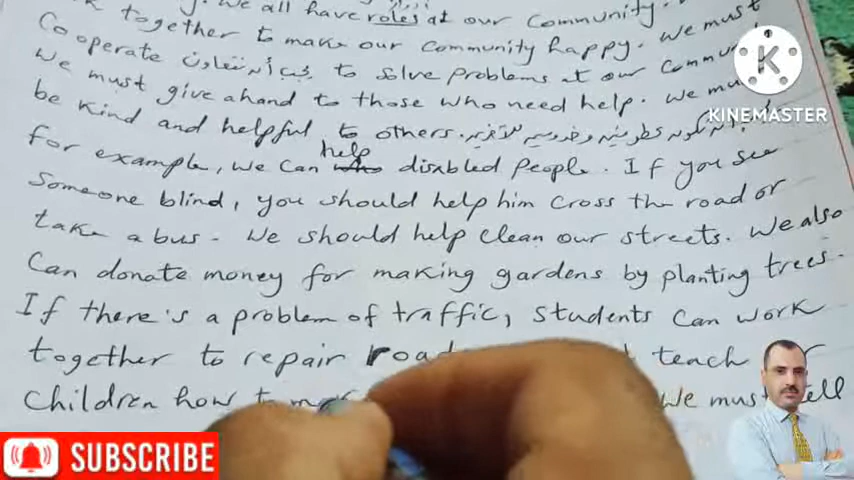 We all have roles at our community.
together to make our community happy. We must
Cooperate يجب أن نتعاون to solve problems at our
We must give a hand to those who need help. We must
be kind and helpful to others.
for example, we can help disabled people. If you see
someone blind, you should help him cross the road or
take a bus. We should help clean our streets. We also
Can donate money for making gardens by planting trees.
If there's a problem of traffic, students can work
together to repair teach
children how to We must tell
KINEMASTER
SUBSCRIBE